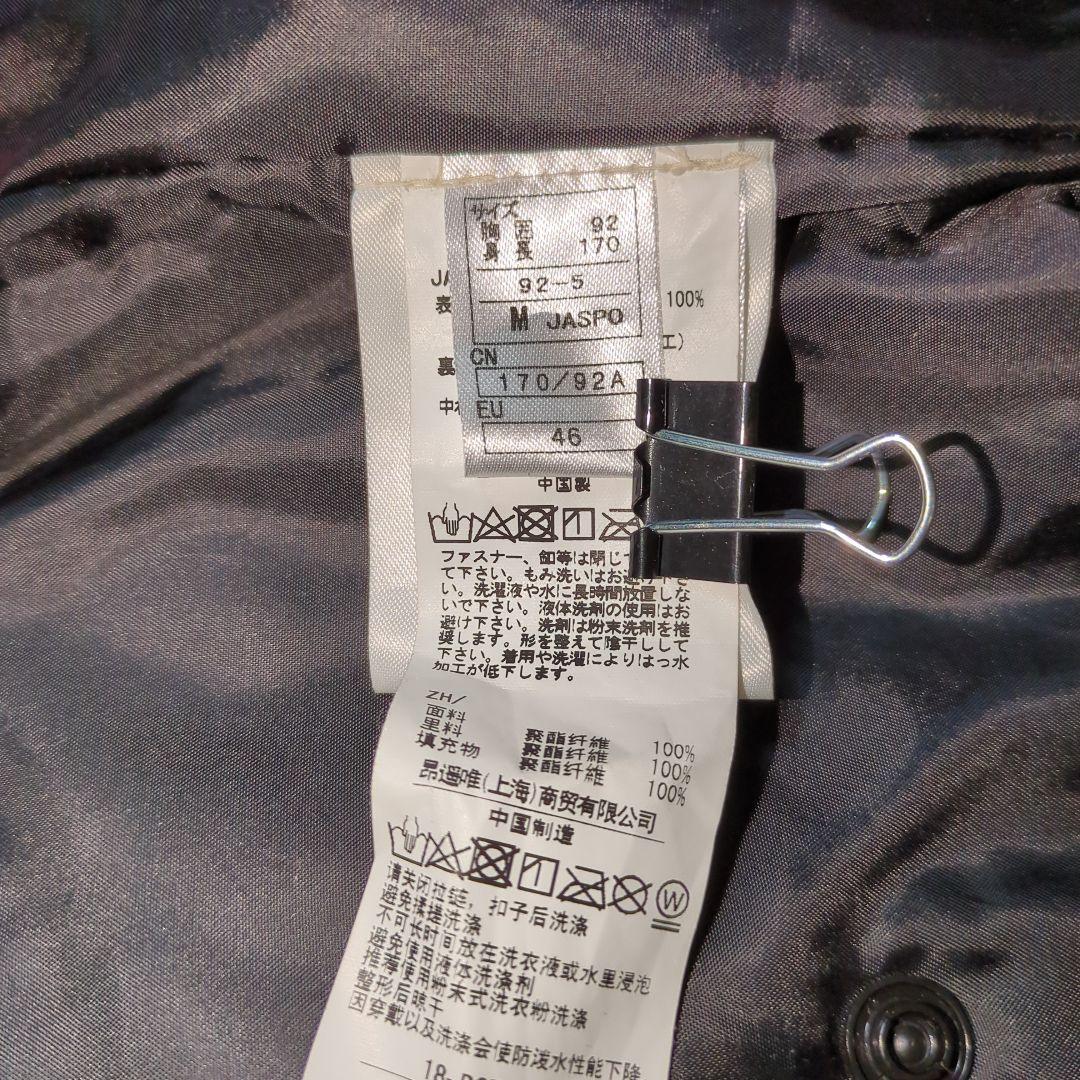 サイズ
胸 囲 92
身 長 170
92-5
M JASPO
CN
170/92A
EU
46
JA
表 100%
裏
中国製
ファスナー、釦等は閉じ
て下さい。もみ洗いはお避け下さ
い。洗濯液や水に長時間放置しな
いで下さい。液体洗剤の使用はお
避け下さい。洗剤は粉末洗剤を推
奨します。形を整えて陰干しして
下さい。着用や洗濯によりはっ水
加工が低下します。
ZH/
面料 聚酯纤維 100%
里料 聚酯纤維 100%
填充物 聚酯纤維 100%
昂遢唯(上海)商贸有限公司
中国制造
W
请关闭拉链，扣子后洗涤
避免揉搓洗涤
不可长时间放在洗衣液或水里浸泡
避免使用液体洗涤剂
推荐使用粉末式洗衣粉洗涤
整形后晾干
因穿戴以及洗涤会使防泼水性能下降